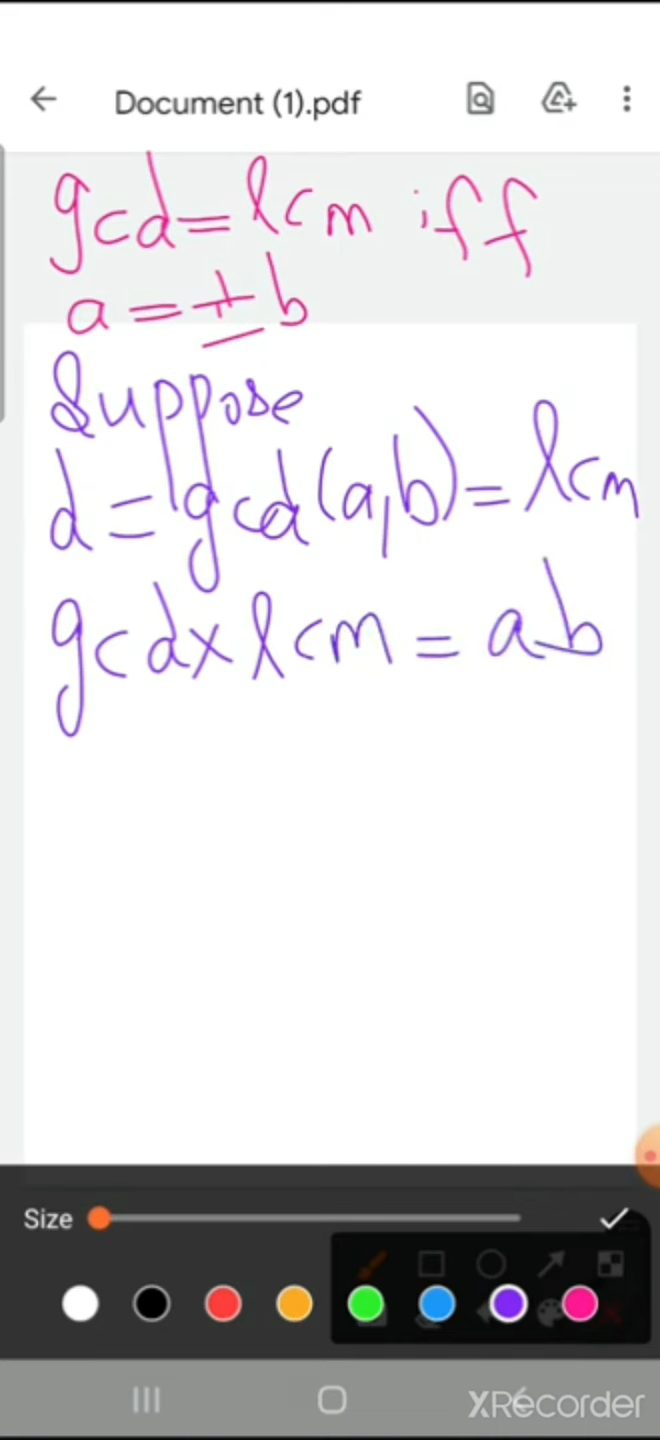 Document (1).pdf
gcd=lcm iff
a=±b
Suppose
d=gcd(a,b)=lcm
gcd×lcm=ab
Size
XRecorder